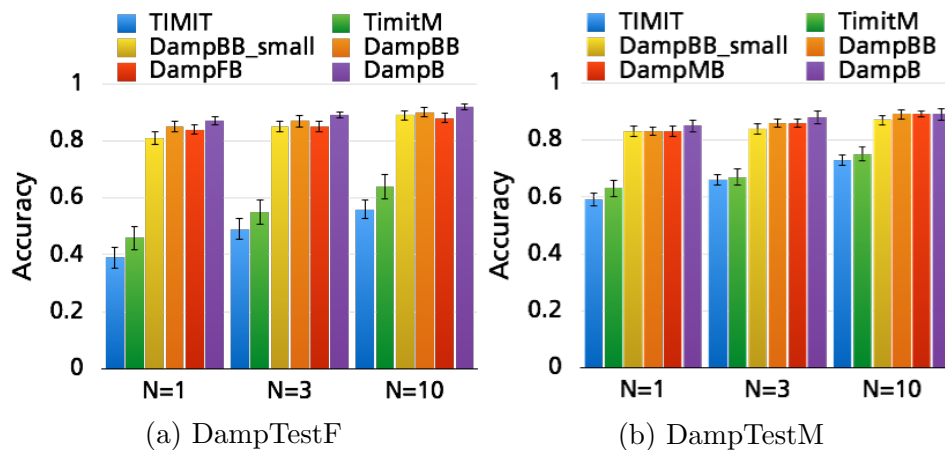 TIMIT TimitM
DampBB_small DampBB
DampFB DampB
1
0.8
0.6
0.4
0.2
0
Accuracy
N=1 N=3 N=10
(a) DampTestF
TIMIT TimitM
DampBB_small DampBB
DampMB DampB
1
0.8
0.6
0.4
0.2
0
Accuracy
N=1 N=3 N=10
(b) DampTestM